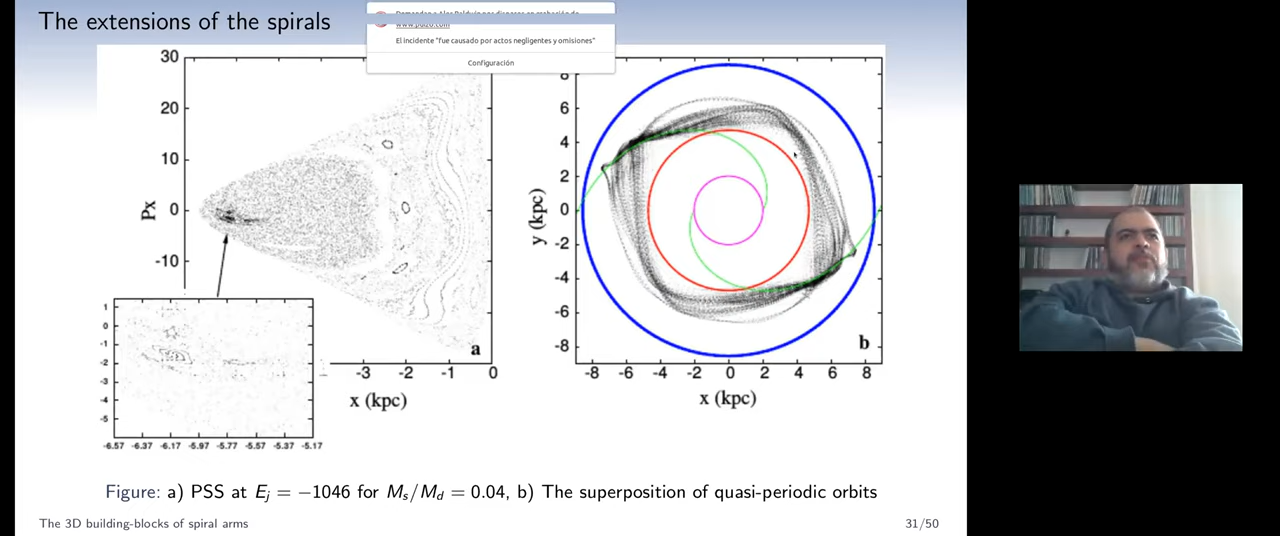 The extensions of the spirals
www.pulzo.com
El incidente "fue causado por actos negligentes y omisiones"
Configuración
30
20
10
0
-10
Px
-3 -2 -1 0
x (kpc)
a
1
0
-1
-2
-3
-4
-5
-6.57 -6.37 -6.17 -5.97 -5.77 -5.57 -5.37 -5.17
8
6
4
2
0
-2
-4
-6
-8
y (kpc)
-8 -6 -4 -2 0 2 4 6 8
x (kpc)
b
Figure: a) PSS at Ej = −1046 for Ms/Md = 0.04, b) The superposition of quasi-periodic orbits
The 3D building-blocks of spiral arms 31/50